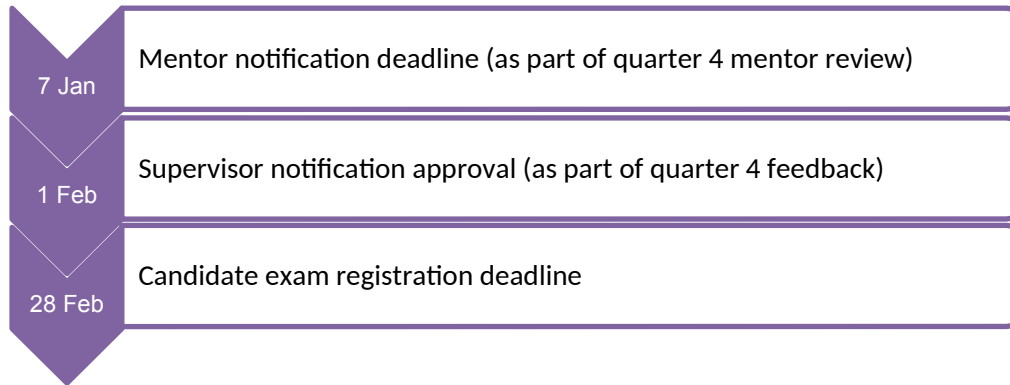 7 Jan
Mentor notification deadline (as part of quarter 4 mentor review)
1 Feb
Supervisor notification approval (as part of quarter 4 feedback)
28 Feb
Candidate exam registration deadline